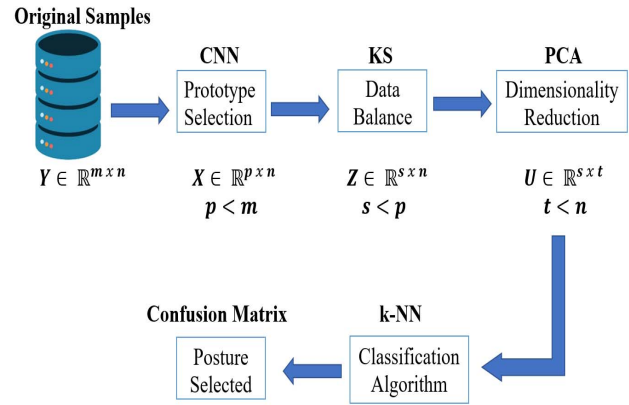 Original Samples
CNN
KS
PCA
Prototype
Selection
Data
Balance
Dimensionality
Reduction
Y ∈ ℝ^{m x n}
X ∈ ℝ^{p x n}
Z ∈ ℝ^{s x n}
U ∈ ℝ^{s x t}
p < m
s < p
t < n
Confusion Matrix
k-NN
Posture
Selected
Classification
Algorithm